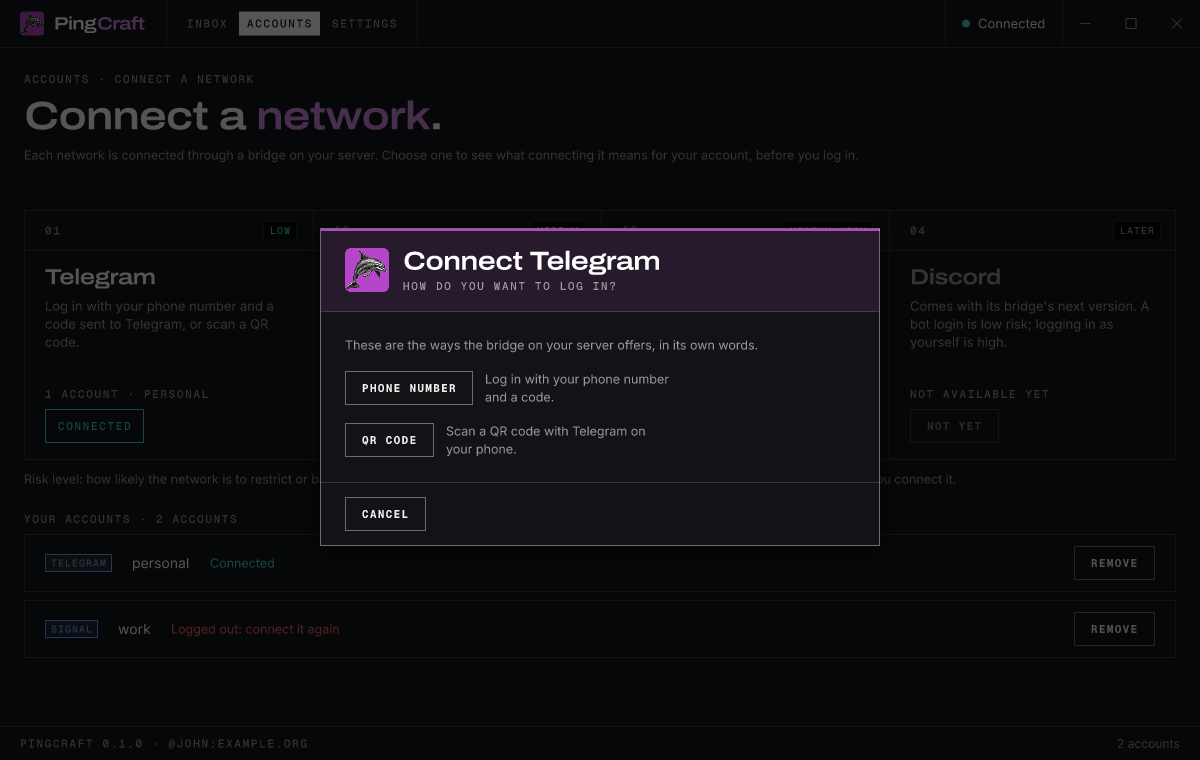 PingCraft
INBOX
ACCOUNTS
SETTINGS
Connected
ACCOUNTS · CONNECT A NETWORK
Connect a network.
Each network is connected through a bridge on your server. Choose one to see what connecting it means for your account, before you log in.
01
LOW
04
LATER
Telegram
Log in with your phone number and a
code sent to Telegram, or scan a QR
code.
1 ACCOUNT · PERSONAL
CONNECTED
Discord
Comes with its bridge's next version. A
bot login is low risk; logging in as
yourself is high.
NOT AVAILABLE YET
NOT YET
Connect Telegram
HOW DO YOU WANT TO LOG IN?
These are the ways the bridge on your server offers, in its own words.
PHONE NUMBER
Log in with your phone number
and a code.
QR CODE
Scan a QR code with Telegram on
your phone.
CANCEL
Risk level: how likely the network is to restrict or
connect it.
YOUR ACCOUNTS · 2 ACCOUNTS
TELEGRAM
personal
Connected
REMOVE
SIGNAL
work
Logged out: connect it again
REMOVE
PINGCRAFT 0.1.0 · @JOHN:EXAMPLE.ORG
2 accounts